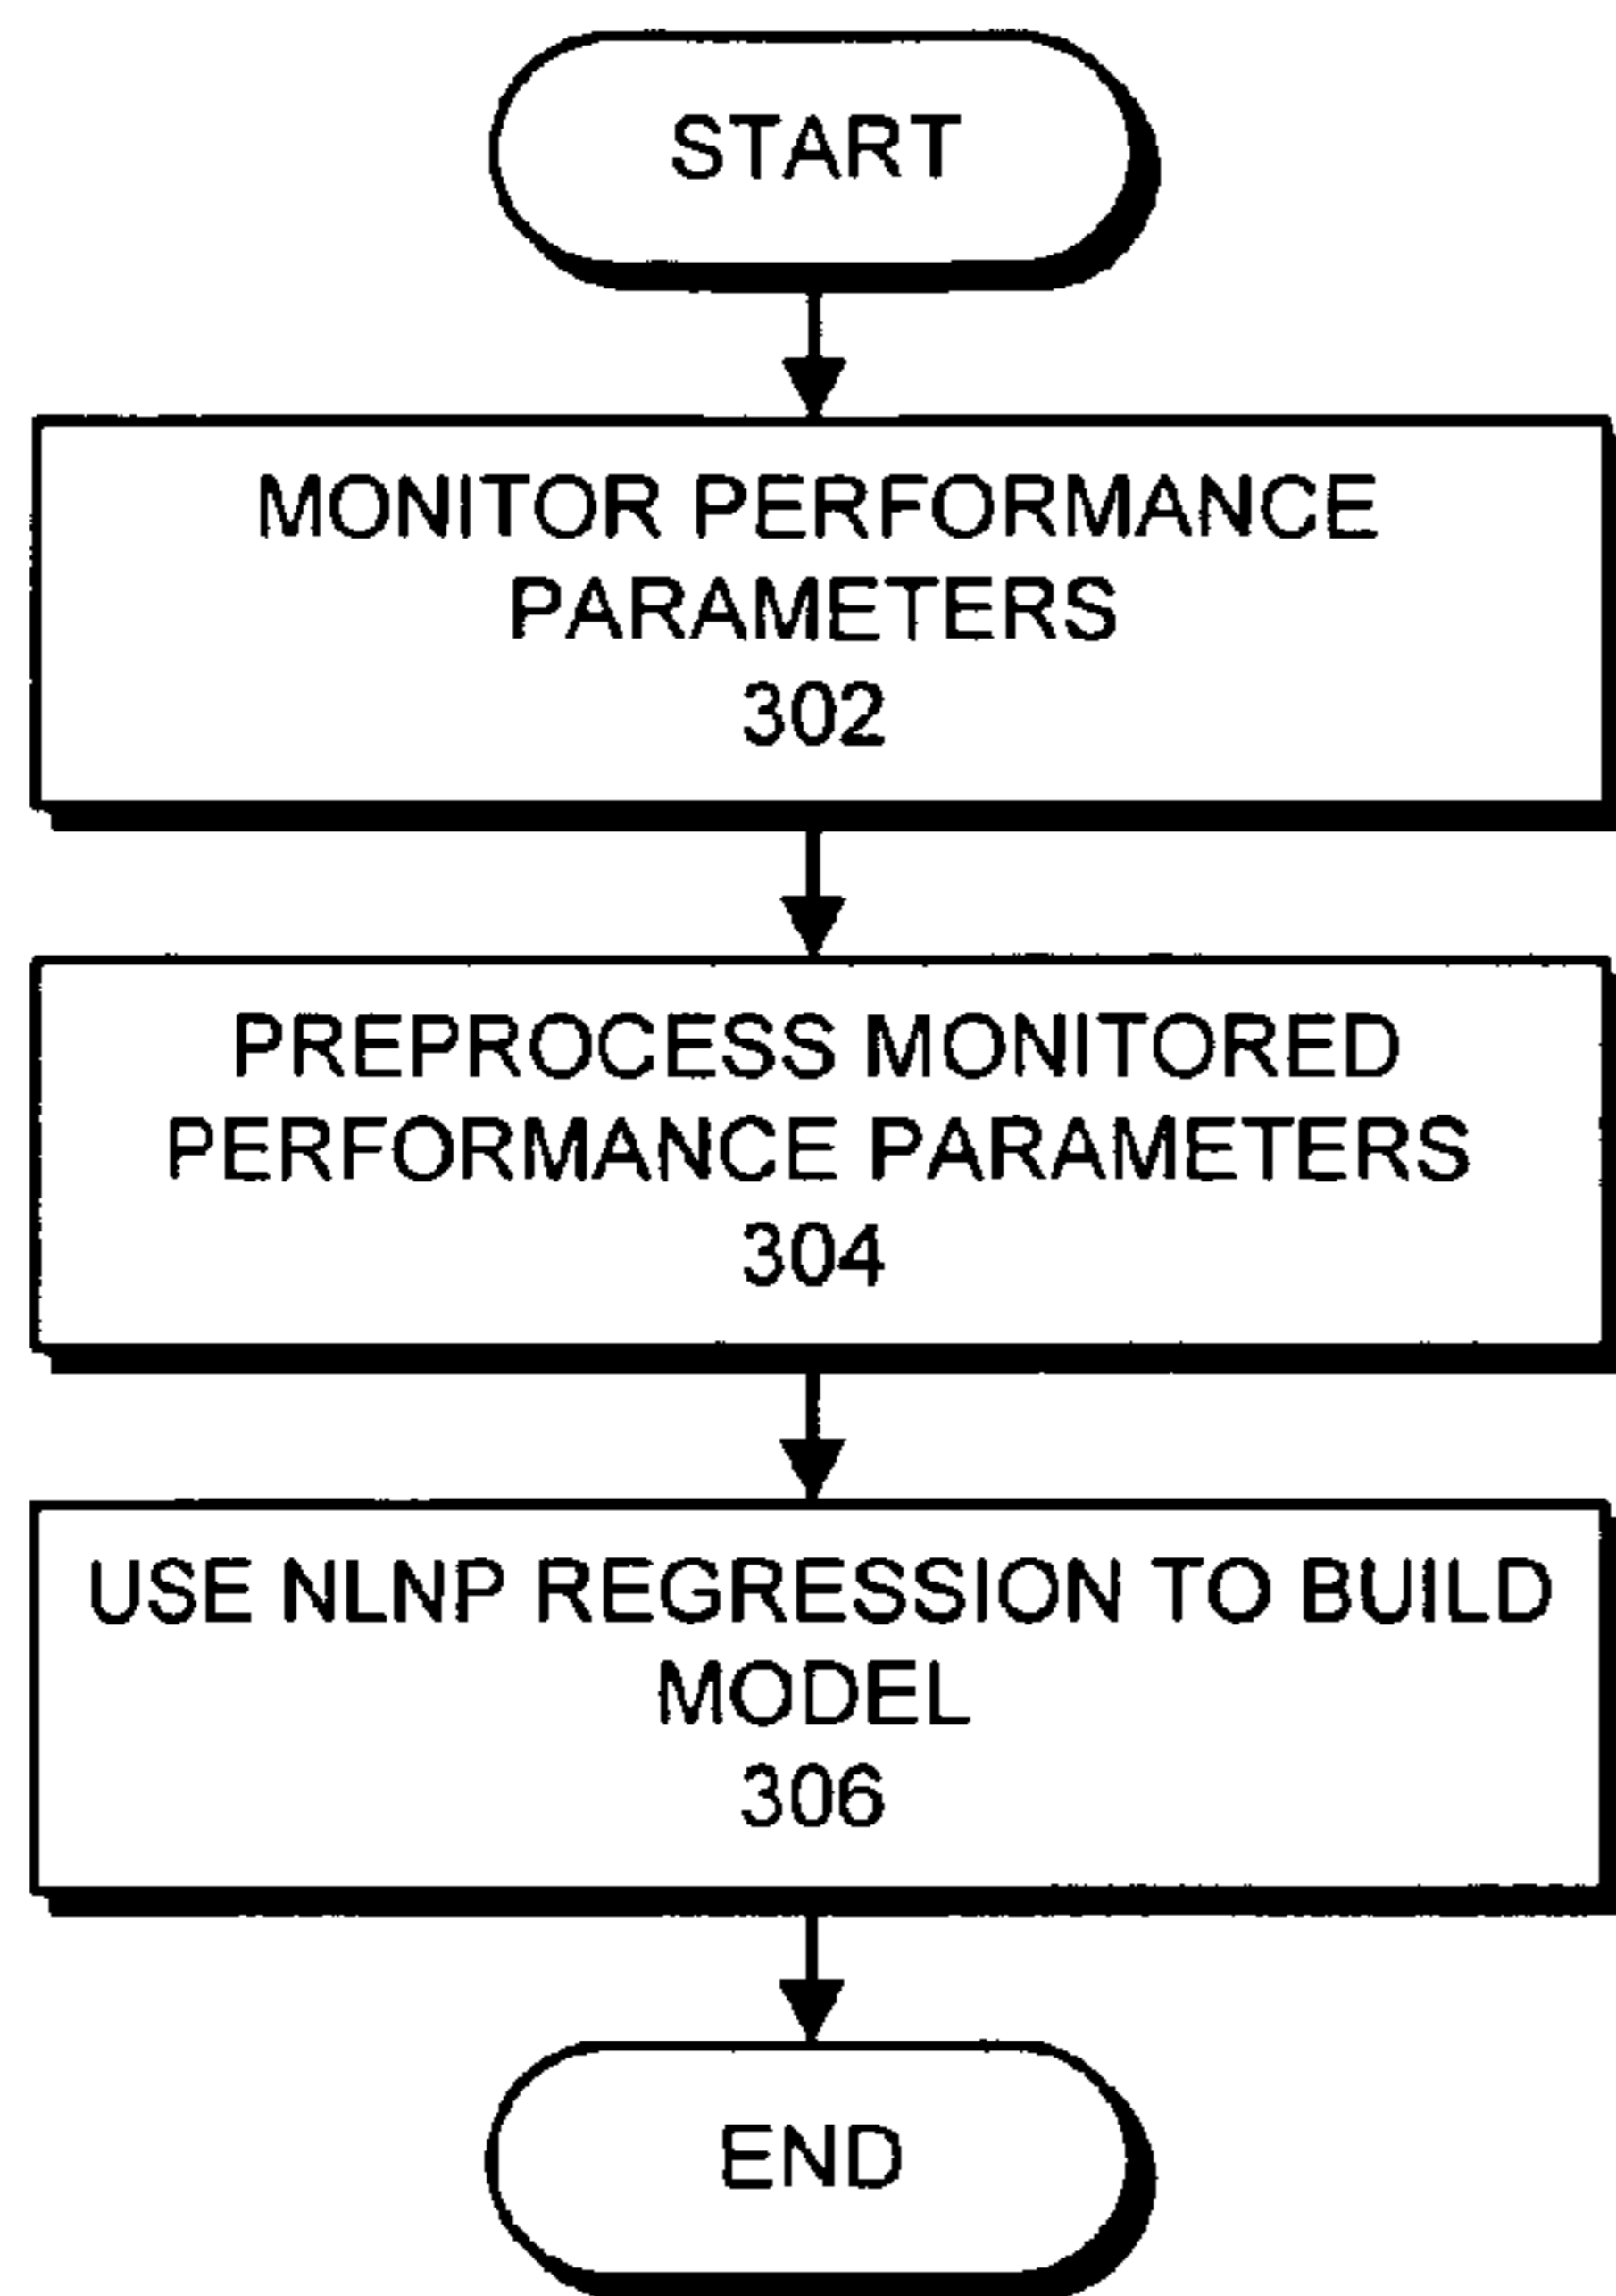 START
MONITOR PERFORMANCE
PARAMETERS
302
PREPROCESS MONITORED
PERFORMANCE PARAMETERS
304
USE NLNP REGRESSION TO BUILD
MODEL
306
END